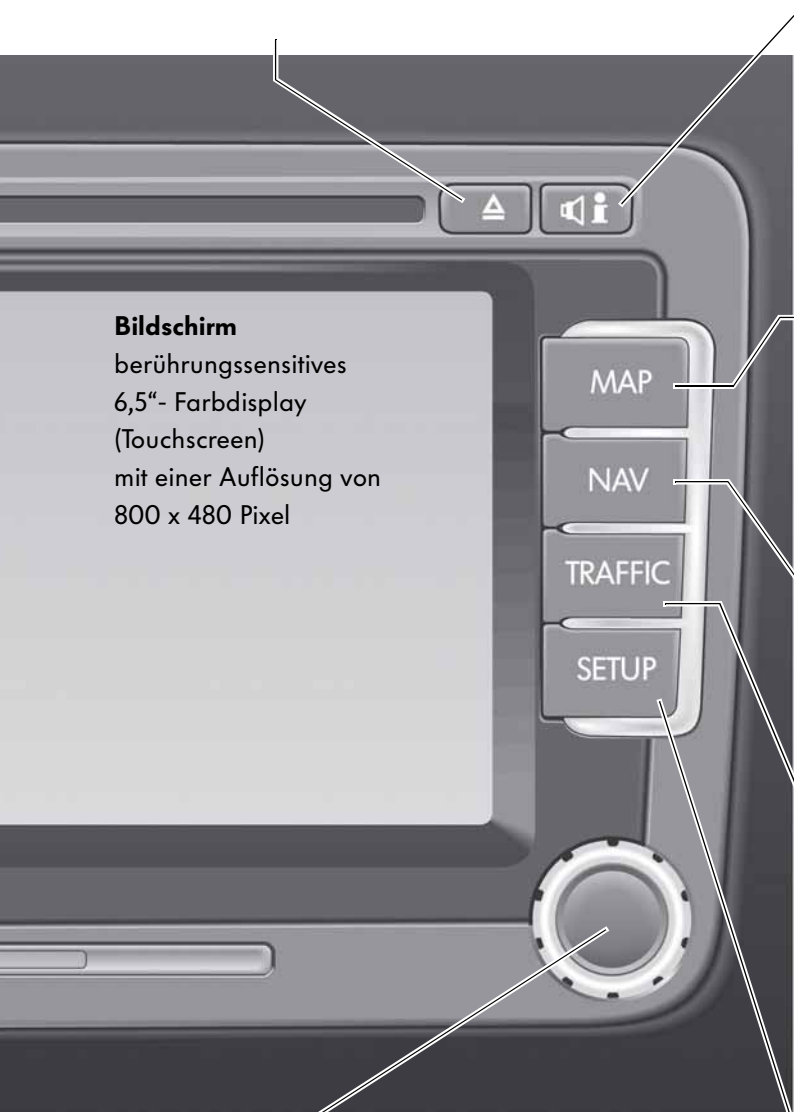 Bildschirm
berührungssensitives
6,5“- Farbdisplay
(Touchscreen)
mit einer Auflösung von
800 x 480 Pixel
MAP
NAV
TRAFFIC
SETUP